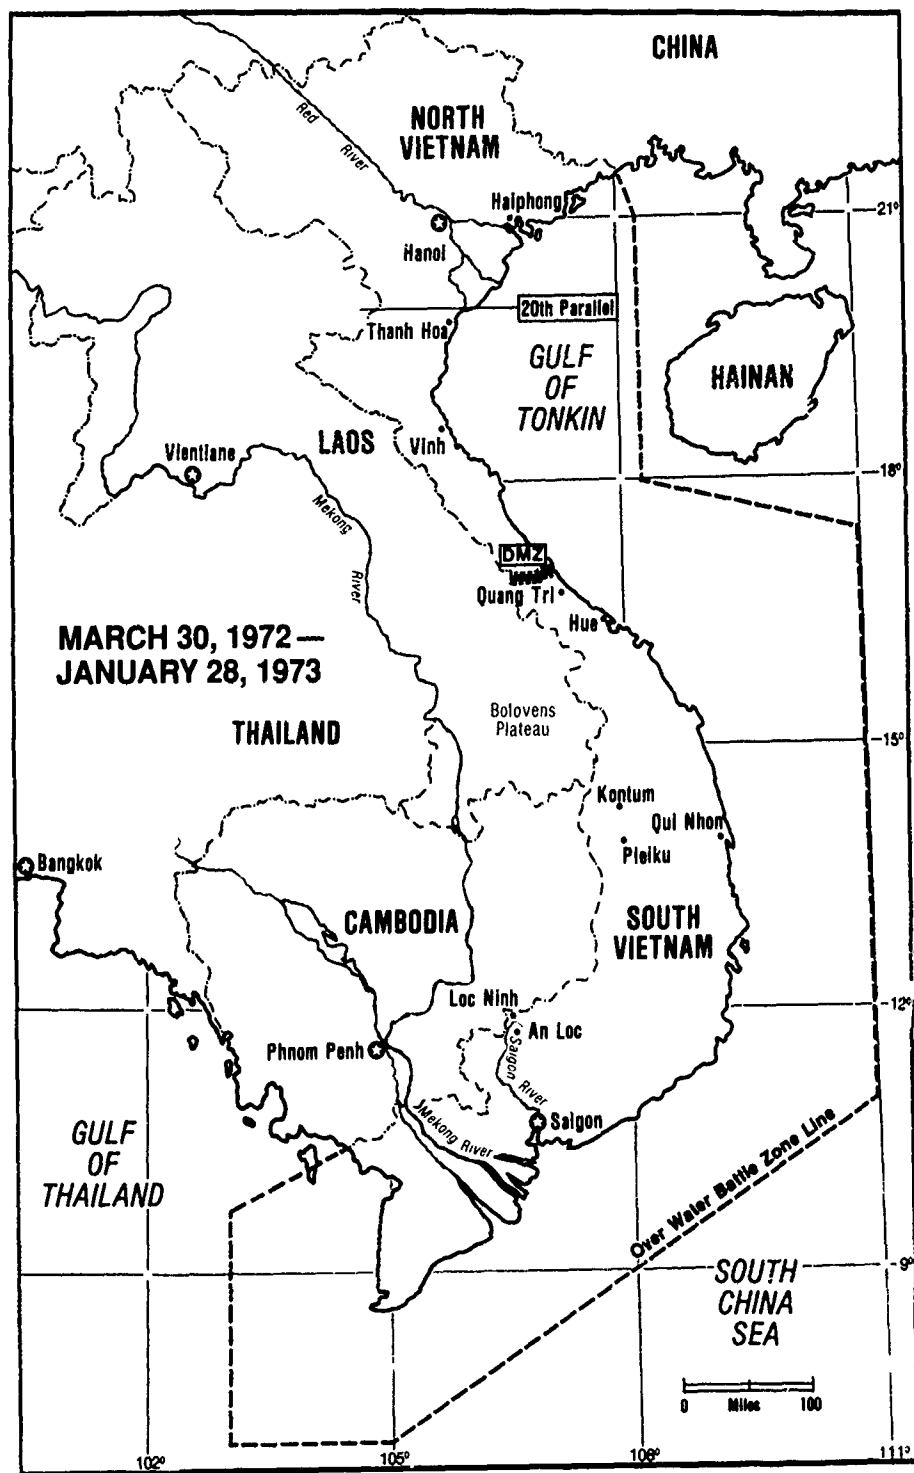 CHINA
NORTH
VIETNAM
Red
River
Haiphong
21°
Hanoi
20th Parallel
Thanh Hoa
GULF
OF
TONKIN
HAINAN
LAOS
Vinh
Vientiane
18°
Mekong
River
DMZ
Quang Tri
Hue
MARCH 30, 1972—
JANUARY 28, 1973
Bolovens
Plateau
THAILAND
15°
Kontum
Qui Nhon
Pleiku
Bangkok
CAMBODIA
SOUTH
VIETNAM
Loc Ninh
12°
An Loc
Phnom Penh
Saigon
River
Saigon
Mekong River
GULF
OF
THAILAND
Over Water Battle Zone Line
9°
SOUTH
CHINA
SEA
0 Miles 100
102°
105°
108°
111°